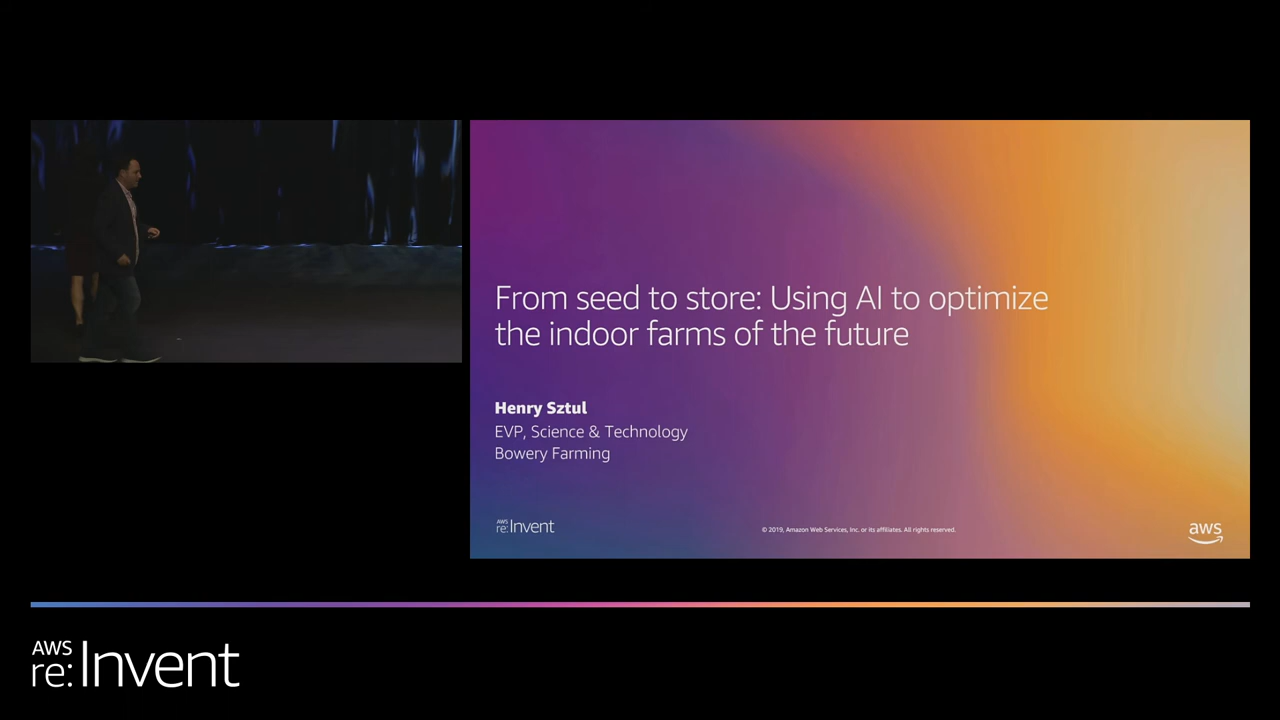 From seed to store: Using AI to optimize
the indoor farms of the future
Henry Sztul
EVP, Science & Technology
Bowery Farming
AWS
re:Invent
© 2019, Amazon Web Services, Inc. or its affiliates. All rights reserved.
aws
AWS
re:Invent